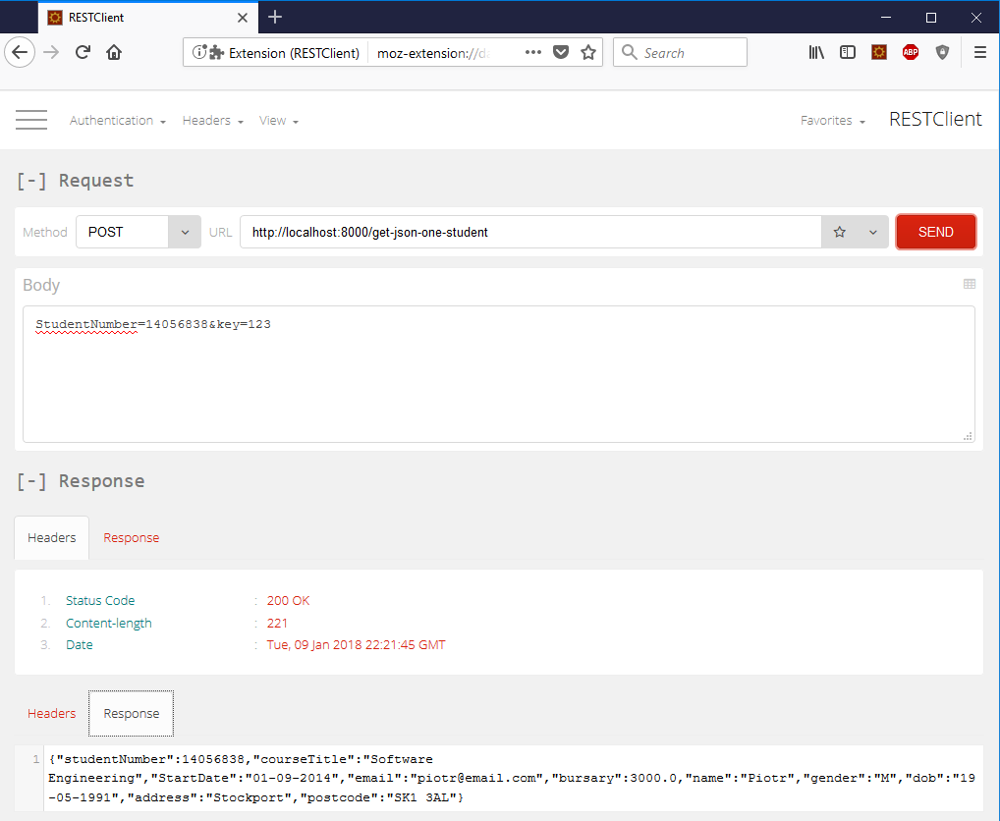 RESTClient
Extension (RESTClient) moz-extension://d
Search
ABP
Authentication Headers View Favorites RESTClient
[-] Request
Method POST URL http://localhost:8000/get-json-one-student SEND
Body
StudentNumber=14056838&key=123
[-] Response
Headers Response
1. Status Code : 200 OK
2. Content-length : 221
3. Date : Tue, 09 Jan 2018 22:21:45 GMT
Headers Response
1 {"studentNumber":14056838,"courseTitle":"Software
Engineering","StartDate":"01-09-2014","email":"piotr@email.com","bursary":3000.0,"name":"Piotr","gender":"M","dob":"19
-05-1991","address":"Stockport","postcode":"SK1 3AL"}